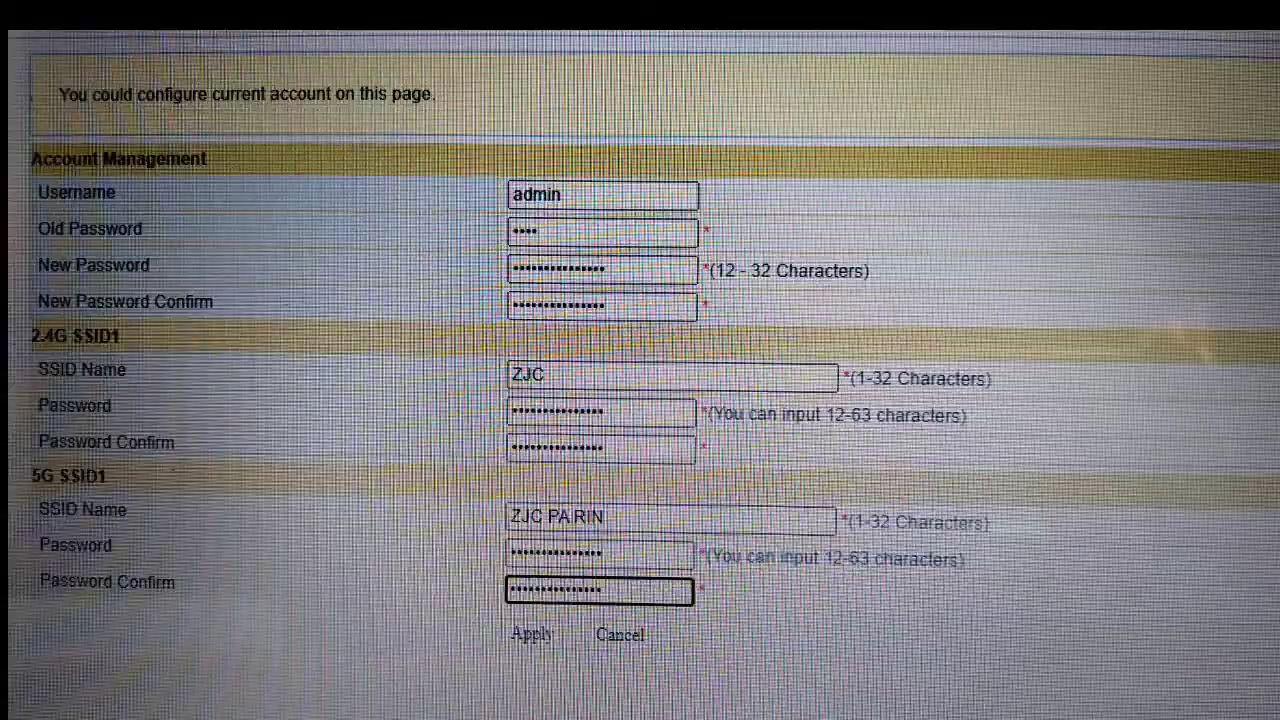 You could configure current account on this page.
Account Management
Username admin
Old Password •••• *
New Password ••••••••••••••• *(12 - 32 Characters)
New Password Confirm ••••••••••••••• *
2.4G SSID1
SSID Name ZJC *(1-32 Characters)
Password ••••••••••••••• *(You can input 12-63 characters)
Password Confirm ••••••••••••••• *
5G SSID1
SSID Name ZJC PA RIN *(1-32 Characters)
Password ••••••••••••••• *(You can input 12-63 characters)
Password Confirm ••••••••••••••• *
Apply Cancel